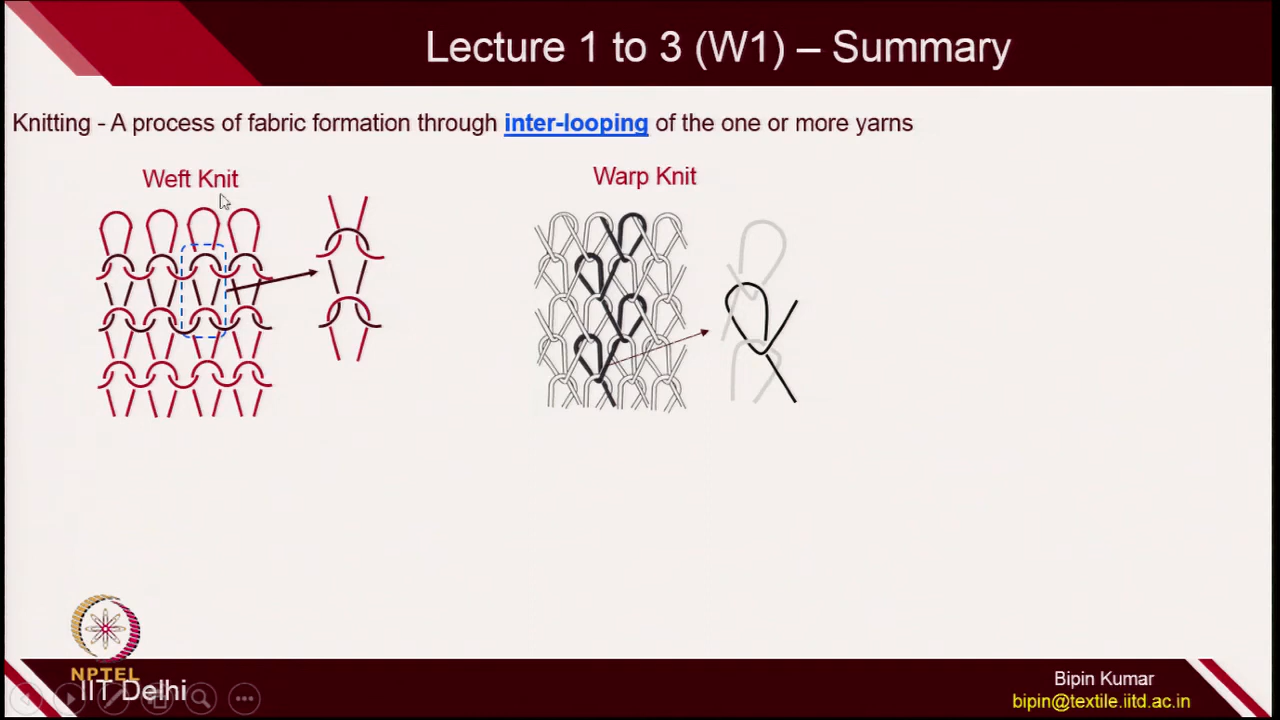 Lecture 1 to 3 (W1) – Summary
Knitting - A process of fabric formation through inter-looping of the one or more yarns
Weft Knit
Warp Knit
NPTEL
IIT Delhi
Bipin Kumar
bipin@textile.iitd.ac.in